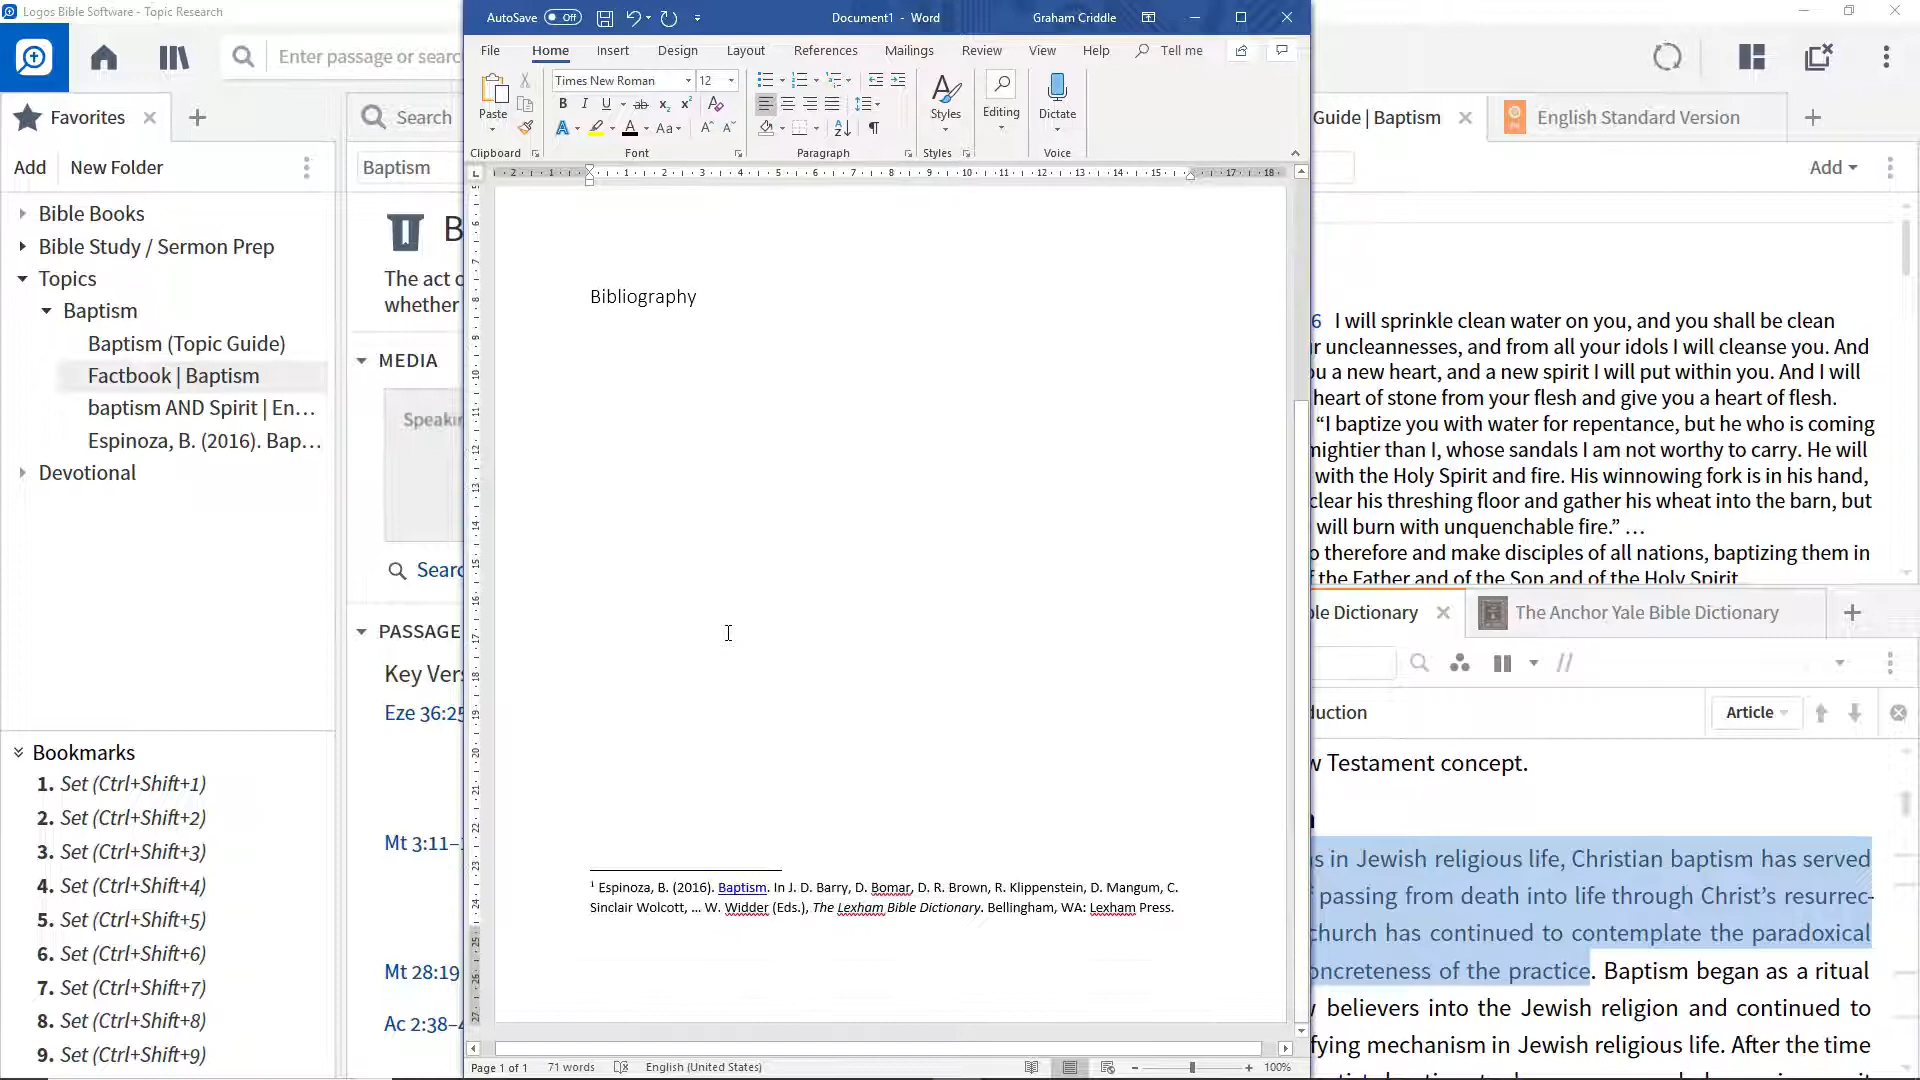 Logos Bible Software - Topic Research
Enter passage or searc
Favorites
Add
New Folder
Bible Books
Bible Study / Sermon Prep
Topics
Baptism
Baptism (Topic Guide)
Factbook | Baptism
baptism AND Spirit | En...
Espinoza, B. (2016). Bap...
Devotional
Bookmarks
1. Set (Ctrl+Shift+1)
2. Set (Ctrl+Shift+2)
3. Set (Ctrl+Shift+3)
4. Set (Ctrl+Shift+4)
5. Set (Ctrl+Shift+5)
6. Set (Ctrl+Shift+6)
7. Set (Ctrl+Shift+7)
8. Set (Ctrl+Shift+8)
9. Set (Ctrl+Shift+9)
Search
Baptism
B
The act o
whether
MEDIA
Speakin
Searc
PASSAGE
Key Vers
Eze 36:25
Mt 3:11–
Mt 28:19
Ac 2:38–
AutoSave Off
Document1 - Word
Graham Criddle
File Home Insert Design Layout References Mailings Review View Help Tell me
Times New Roman 12
Paste
Styles
Editing
Dictate
Clipboard Font Paragraph Styles Voice
Bibliography
1 Espinoza, B. (2016). Baptism. In J. D. Barry, D. Bomar, D. R. Brown, R. Klippenstein, D. Mangum, C.
Sinclair Wolcott, … W. Widder (Eds.), The Lexham Bible Dictionary. Bellingham, WA: Lexham Press.
Page 1 of 1 71 words English (United States) 100%
Guide | Baptism
English Standard Version
Add
6 I will sprinkle clean water on you, and you shall be clean
r uncleannesses, and from all your idols I will cleanse you. And
ou a new heart, and a new spirit I will put within you. And I will
heart of stone from your flesh and give you a heart of flesh.
“I baptize you with water for repentance, but he who is coming
mightier than I, whose sandals I am not worthy to carry. He will
with the Holy Spirit and fire. His winnowing fork is in his hand,
clear his threshing floor and gather his wheat into the barn, but
will burn with unquenchable fire.” …
o therefore and make disciples of all nations, baptizing them in
f the Father and of the Son and of the Holy Spirit
ble Dictionary
The Anchor Yale Bible Dictionary
duction
Article
w Testament concept.
as in Jewish religious life, Christian baptism has served
f passing from death into life through Christ’s resurrec-
church has continued to contemplate the paradoxical
oncreteness of the practice. Baptism began as a ritual
w believers into the Jewish religion and continued to
fying mechanism in Jewish religious life. After the time